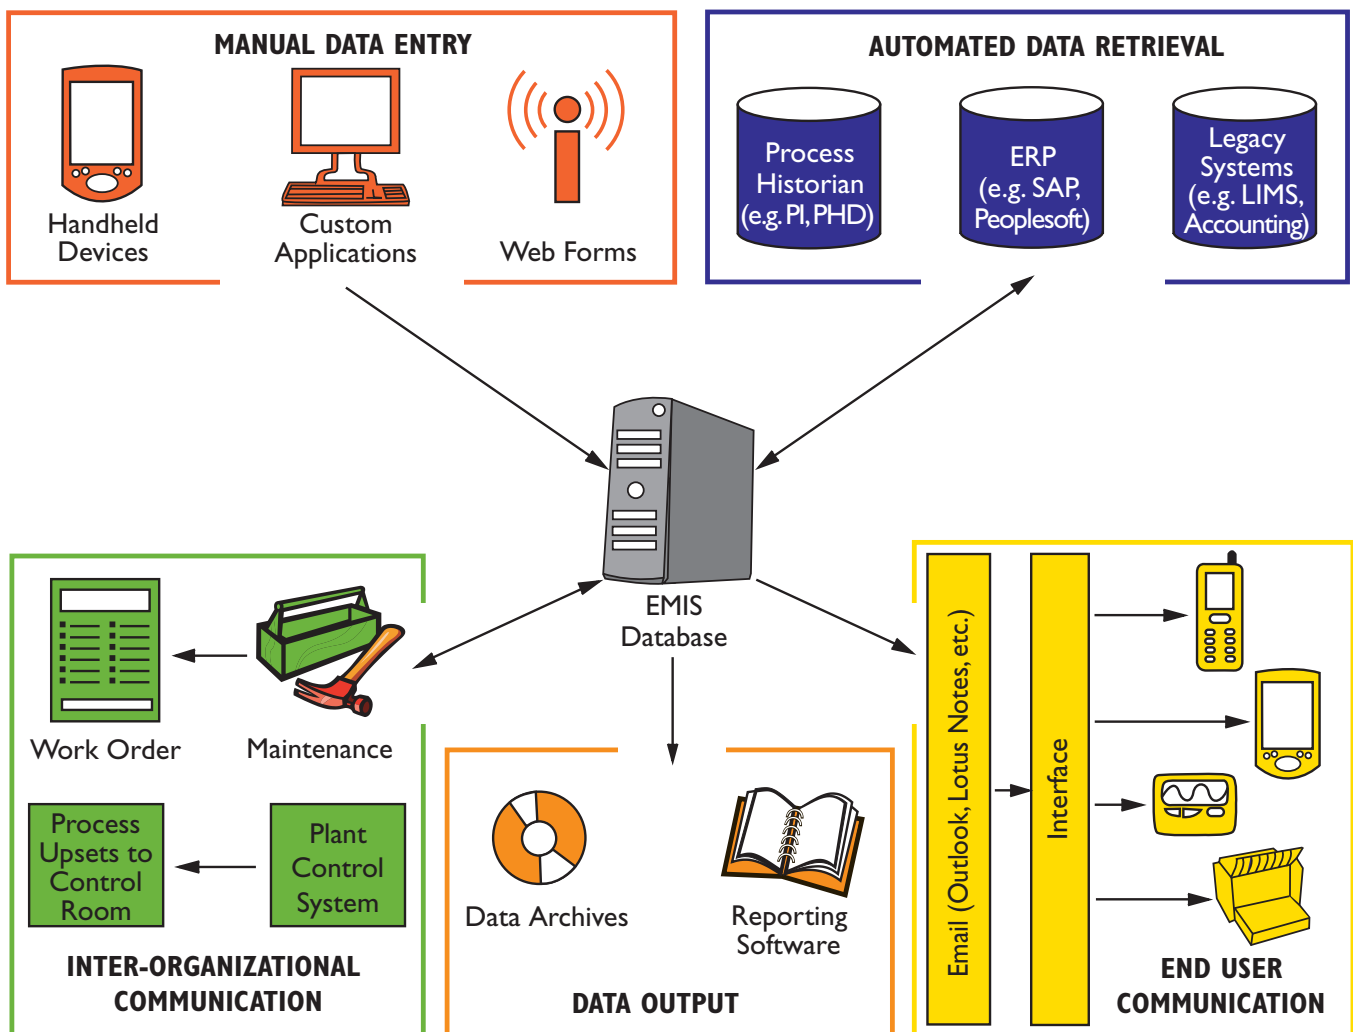 MANUAL DATA ENTRY
Handheld
Devices
Custom
Applications
Web Forms
AUTOMATED DATA RETRIEVAL
Process
Historian
(e.g. PI, PHD)
ERP
(e.g. SAP,
Peoplesoft)
Legacy
Systems
(e.g. LIMS,
Accounting)
EMIS
Database
Work Order
Maintenance
Process
Upsets to
Control
Room
Plant
Control
System
INTER-ORGANIZATIONAL
COMMUNICATION
Data Archives
Reporting
Software
DATA OUTPUT
Email (Outlook, Lotus Notes, etc.)
Interface
END USER
COMMUNICATION